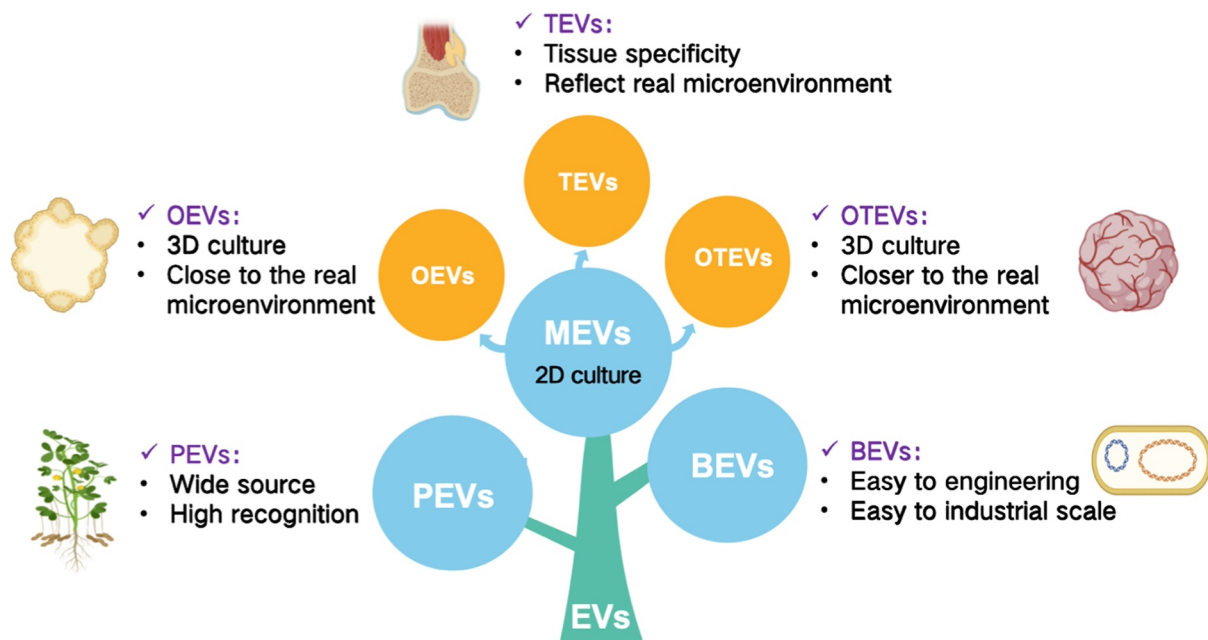 ✓ TEVs:
• Tissue specificity
• Reflect real microenvironment
TEVs
✓ OEVs:
• 3D culture
• Close to the real
microenvironment
OEVs
OTEVs
✓ OTEVs:
• 3D culture
• Closer to the real
microenvironment
MEVs
2D culture
✓ PEVs:
• Wide source
• High recognition
PEVs
BEVs
✓ BEVs:
• Easy to engineering
• Easy to industrial scale
EVs